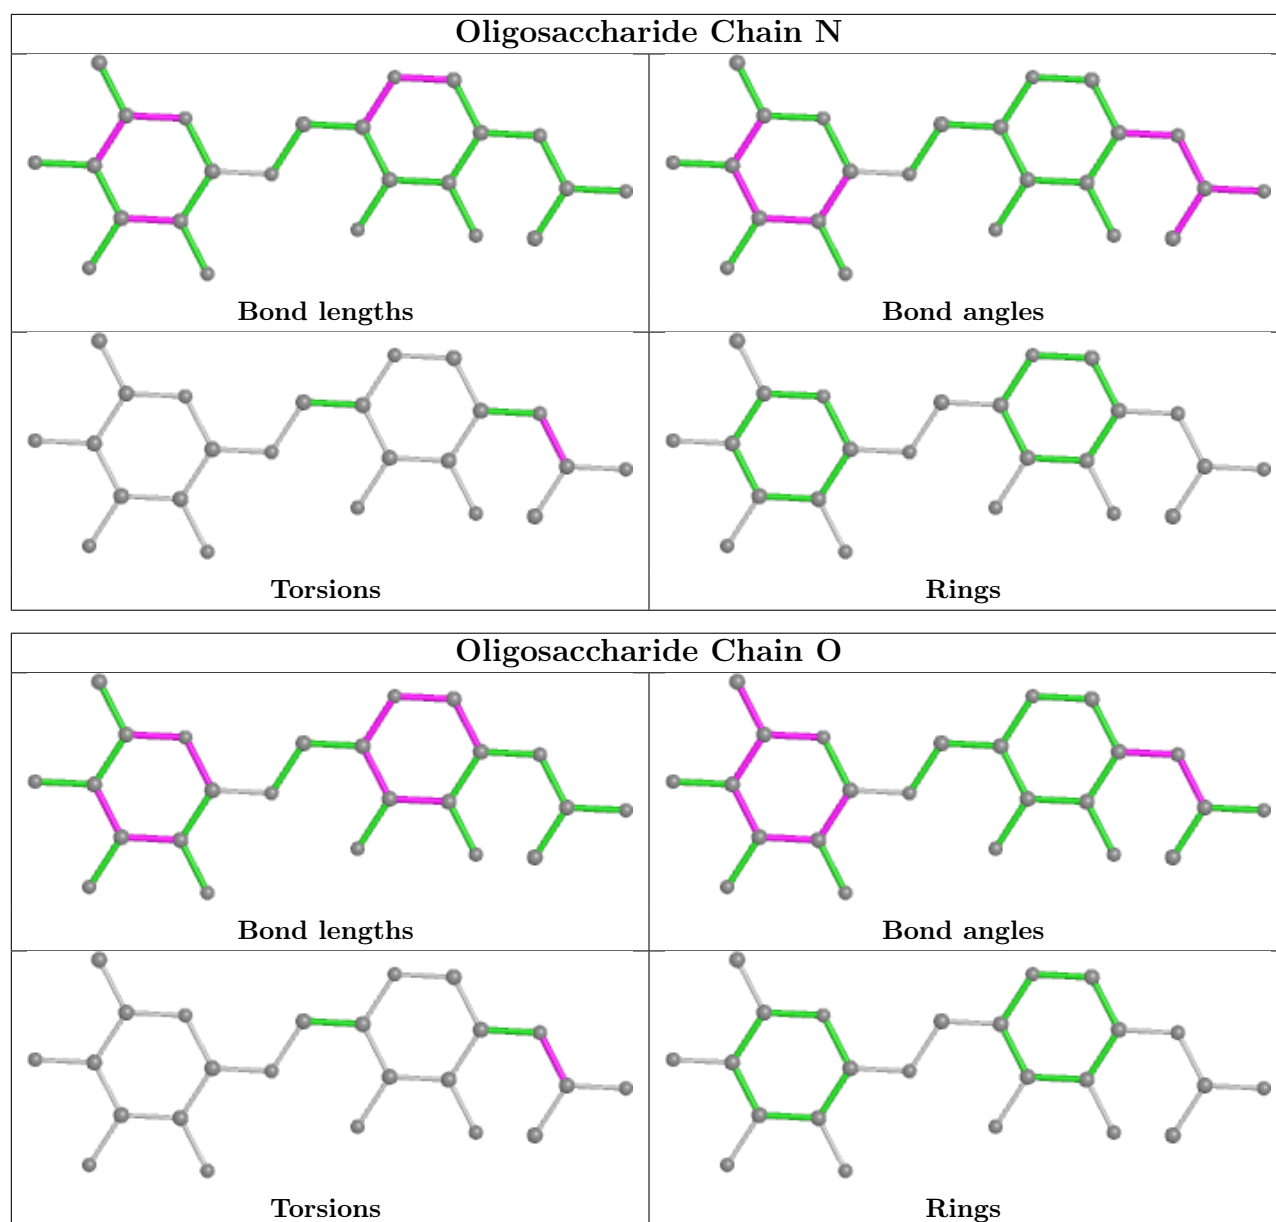 Oligosaccharide Chain N
Bond lengths
Bond angles
Torsions
Rings
Oligosaccharide Chain O
Bond lengths
Bond angles
Torsions
Rings